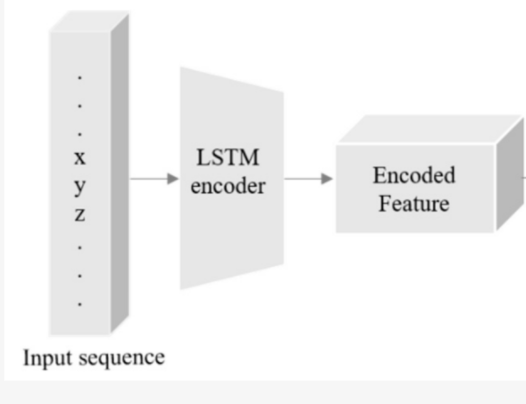 .
.
.
x
y
z
.
.
.
Input sequence
LSTM
encoder
Encoded
Feature